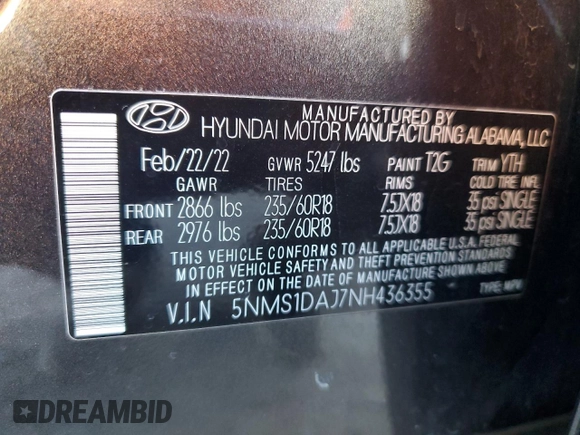 MANUFACTURED BY
HYUNDAI MOTOR MANUFACTURING ALABAMA, LLC
Feb/22/22 GVWR 5247 lbs PAINT T2G TRIM YTH
GAWR TIRES RIMS COLD TIRE INFL
FRONT 2866 lbs 235/60R18 7.5JX18 35 psi SINGLE
REAR 2976 lbs 235/60R18 7.5JX18 35 psi SINGLE
THIS VEHICLE CONFORMS TO ALL APPLICABLE U.S.A. FEDERAL
MOTOR VEHICLE SAFETY AND THEFT PREVENTION STANDARDS
IN EFFECT ON THE DATE OF MANUFACTURE SHOWN ABOVE.
V.I.N 5NMS1DAJ7NH436355 TYPE: MPV
DREAMBID